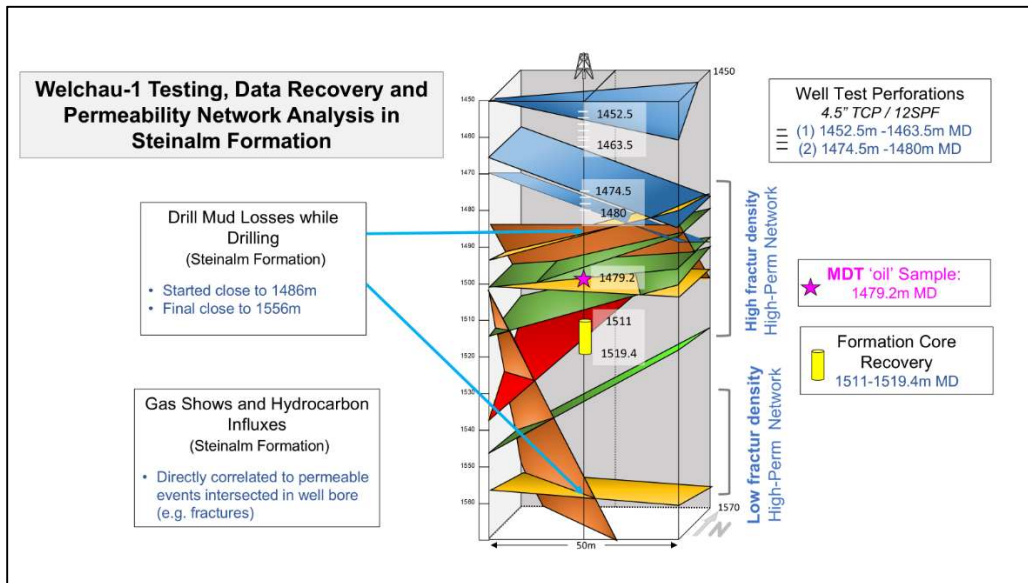 Welchau-1 Testing, Data Recovery and
Permeability Network Analysis in
Steinalm Formation
Drill Mud Losses while
Drilling
(Steinalm Formation)
• Started close to 1486m
• Final close to 1556m
Gas Shows and Hydrocarbon
Influxes
(Steinalm Formation)
• Directly correlated to permeable
events intersected in well bore
(e.g. fractures)
1450
1450
1460
1470
1480
1490
1500
1510
1520
1530
1540
1550
1560
1570
1452.5
1463.5
1474.5
1480
1479.2
1511
1519.4
50m
N
High fractur density
High-Perm Network
Low fractur density
High-Perm Network
Well Test Perforations
4.5” TCP / 12SPF
(1) 1452.5m -1463.5m MD
(2) 1474.5m -1480m MD
MDT ‘oil’ Sample:
1479.2m MD
Formation Core
Recovery
1511-1519.4m MD